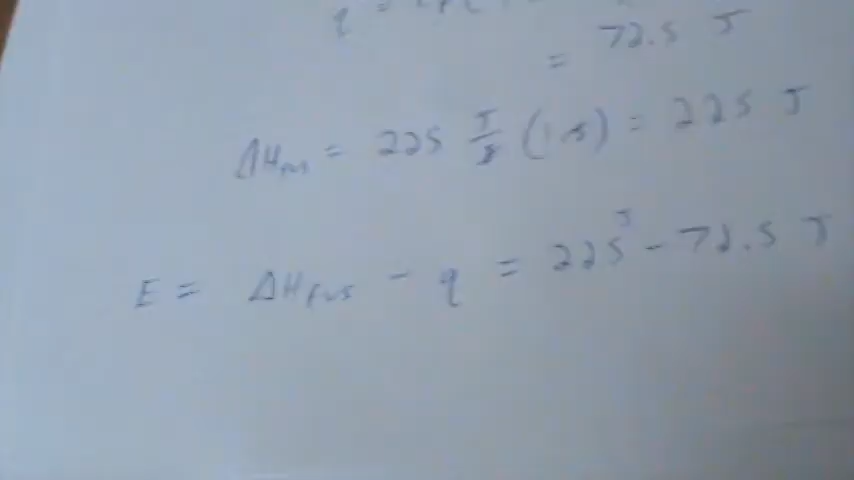 q =
= 72.5 J
ΔHfus = 225 J/g (1 g) = 225 J
E = ΔHfus - q = 225 J - 72.5 J